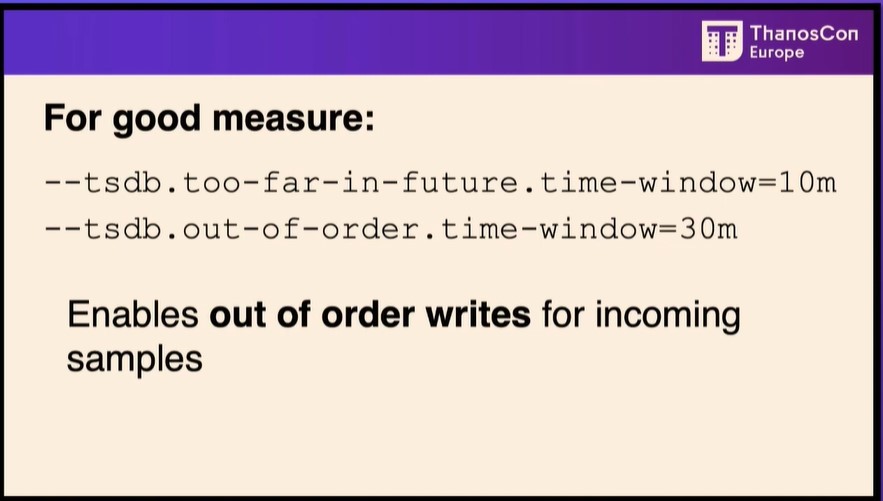 ThanosCon
Europe
For good measure:
--tsdb.too-far-in-future.time-window=10m
--tsdb.out-of-order.time-window=30m
Enables out of order writes for incoming
samples